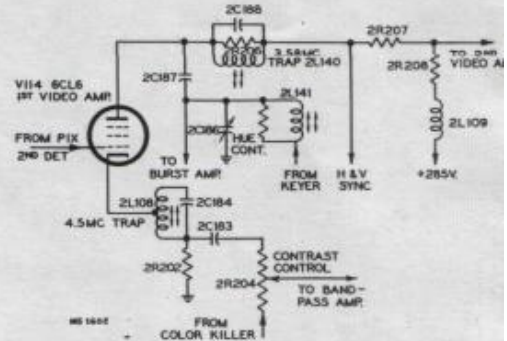 2C188
2R207
2R206
3.58MC
TRAP 2L140
TO 2ND
VIDEO A
2R208
V114 6CL6
1ST VIDEO AMP.
2C187
2L141
2C186
2L109
HUE
CONT.
FROM PIX
2ND DET.
TO
BURST AMP.
FROM
KEYER
H & V
SYNC
+285V.
2L108
2C184
4.5MC TRAP
2C183
2R202
CONTRAST
CONTROL
2R204
TO BAND-
PASS AMP.
FROM
COLOR KILLER